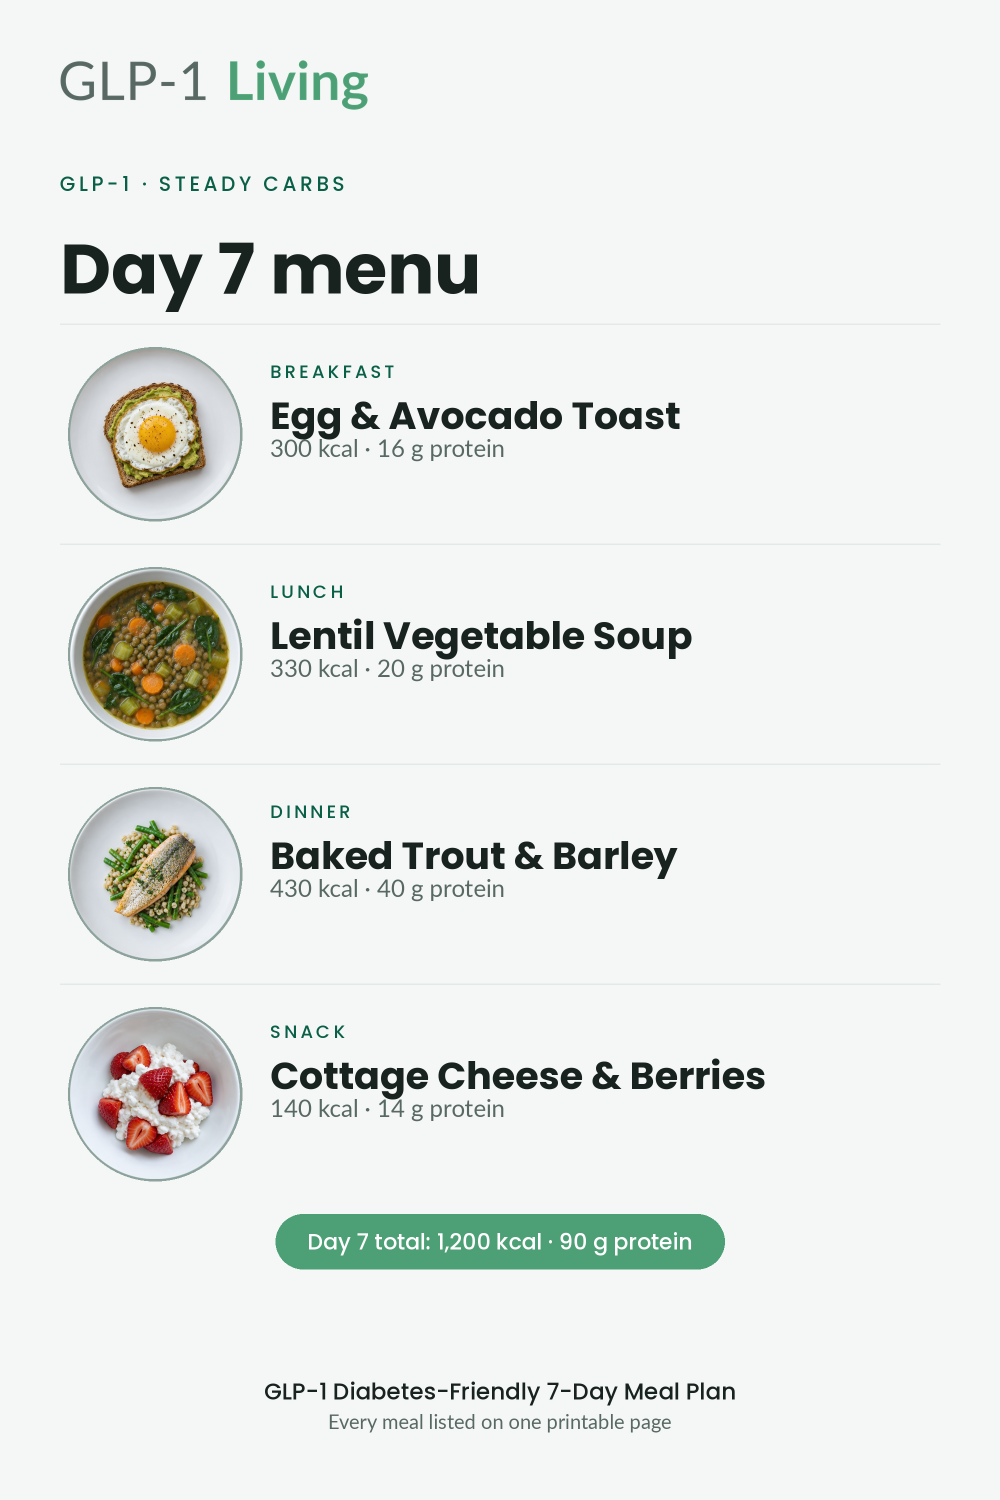 GLP-1 Living
GLP-1 · STEADY CARBS
Day 7 menu
BREAKFAST
Egg & Avocado Toast
300 kcal · 16 g protein
LUNCH
Lentil Vegetable Soup
330 kcal · 20 g protein
DINNER
Baked Trout & Barley
430 kcal · 40 g protein
SNACK
Cottage Cheese & Berries
140 kcal · 14 g protein
Day 7 total: 1,200 kcal · 90 g protein
GLP-1 Diabetes-Friendly 7-Day Meal Plan
Every meal listed on one printable page